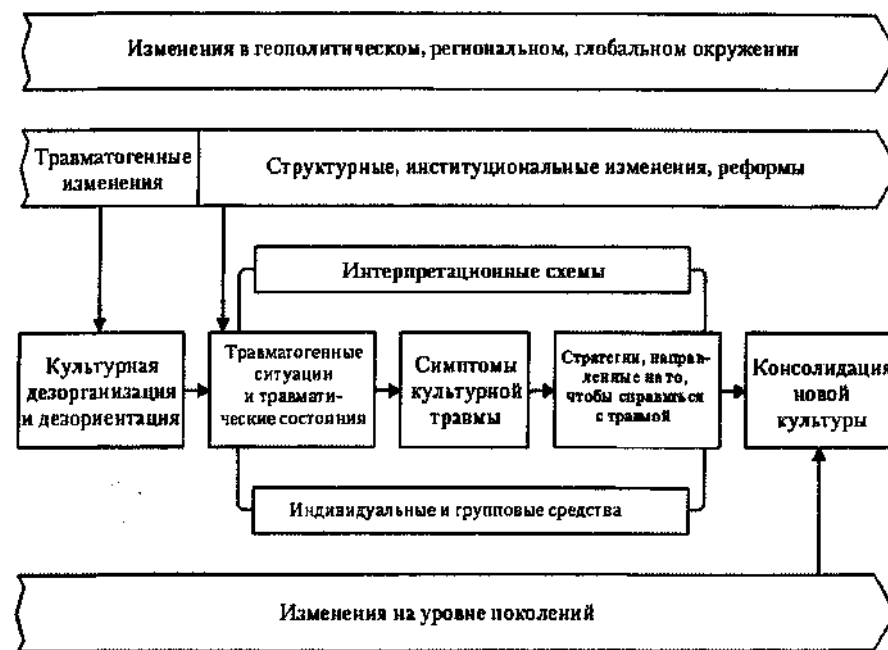 Изменения в геополитическом, региональном, глобальном окружении
Травматогенные
изменения
Структурные, институциональные изменения, реформы
Интерпретационные схемы
Культурная
дезорганизация
и дезориентация
Травматогенные
ситуации
и травмати-
ческие состояния
Симптомы
культурной
травмы
Стратегии, направ-
ленные на то,
чтобы справиться
с травмой
Консолидация
новой
культуры
Индивидуальные и групповые средства
Изменения на уровне поколений